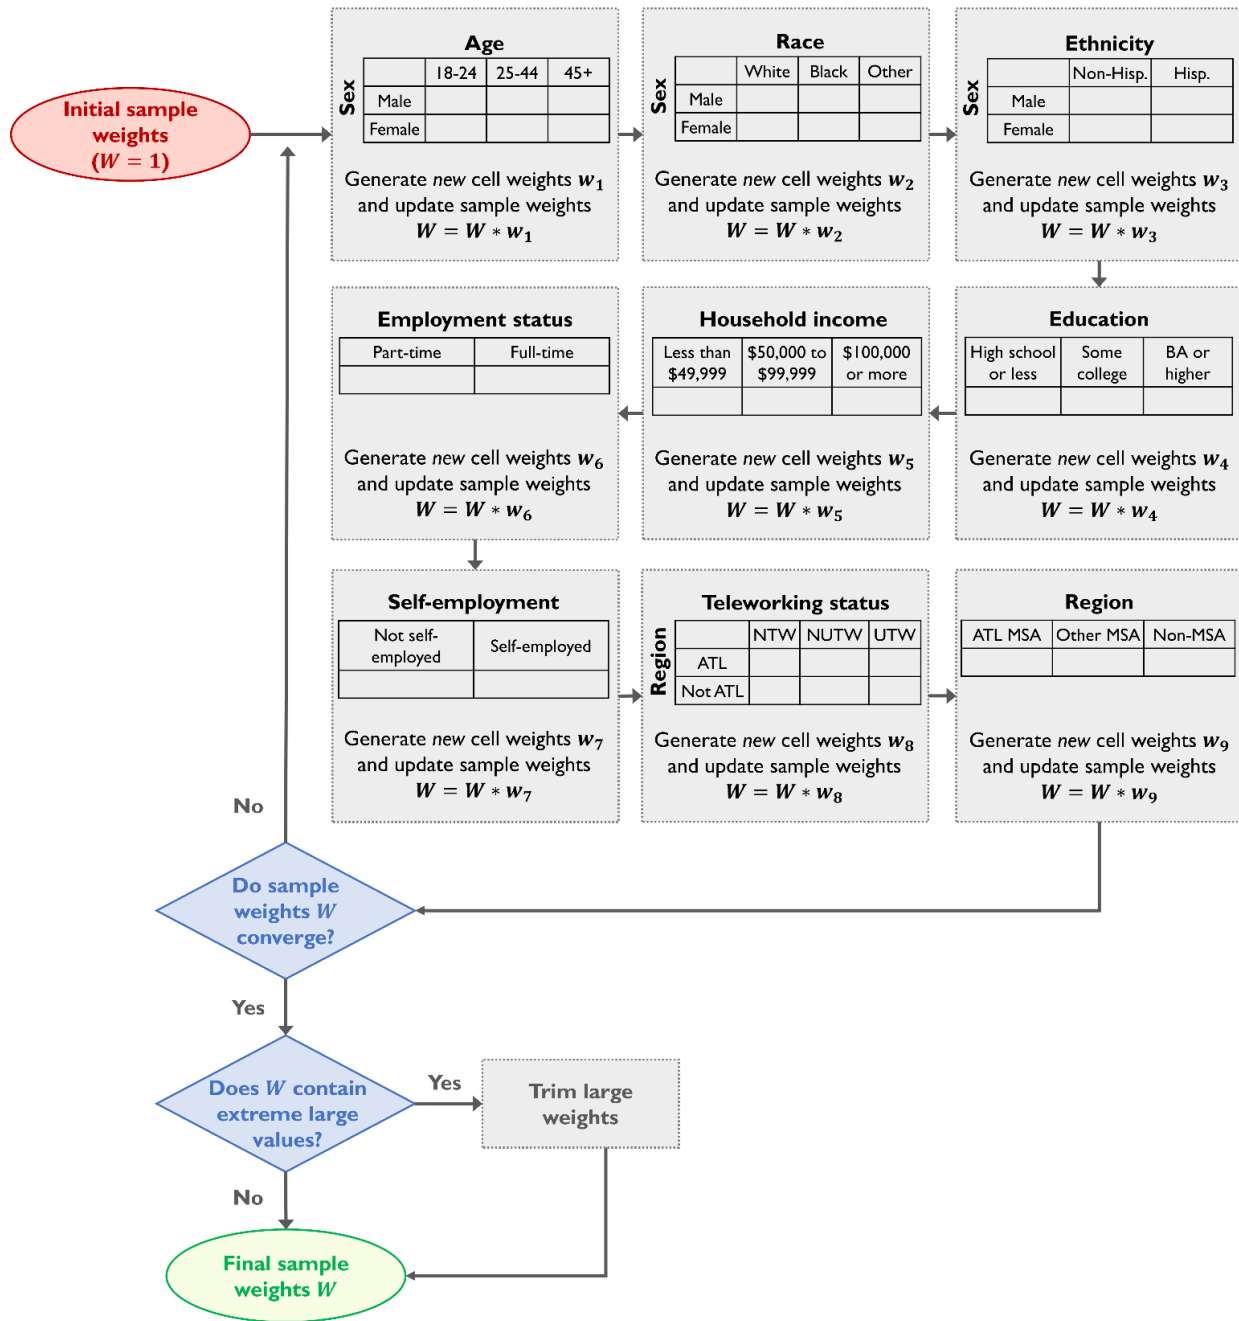 Initial sample
weights
(W = 1)
Age
Sex
18-24 25-44 45+
Male
Female
Generate new cell weights w₁
and update sample weights
W = W * w₁
Race
Sex
White Black Other
Male
Female
Generate new cell weights w₂
and update sample weights
W = W * w₂
Ethnicity
Sex
Non-Hisp. Hisp.
Male
Female
Generate new cell weights w₃
and update sample weights
W = W * w₃
Education
High school
or less
Some
college
BA or
higher
Generate new cell weights w₄
and update sample weights
W = W * w₄
Household income
Less than
$49,999
$50,000 to
$99,999
$100,000
or more
Generate new cell weights w₅
and update sample weights
W = W * w₅
Employment status
Part-time Full-time
Generate new cell weights w₆
and update sample weights
W = W * w₆
Self-employment
Not self-
employed
Self-employed
Generate new cell weights w₇
and update sample weights
W = W * w₇
Teleworking status
Region
NTW NUTW UTW
ATL
Not ATL
Generate new cell weights w₈
and update sample weights
W = W * w₈
Region
ATL MSA Other MSA Non-MSA
Generate new cell weights w₉
and update sample weights
W = W * w₉
No
Do sample
weights W
converge?
Yes
Does W contain
extreme large
values?
Yes
Trim large
weights
No
Final sample
weights W